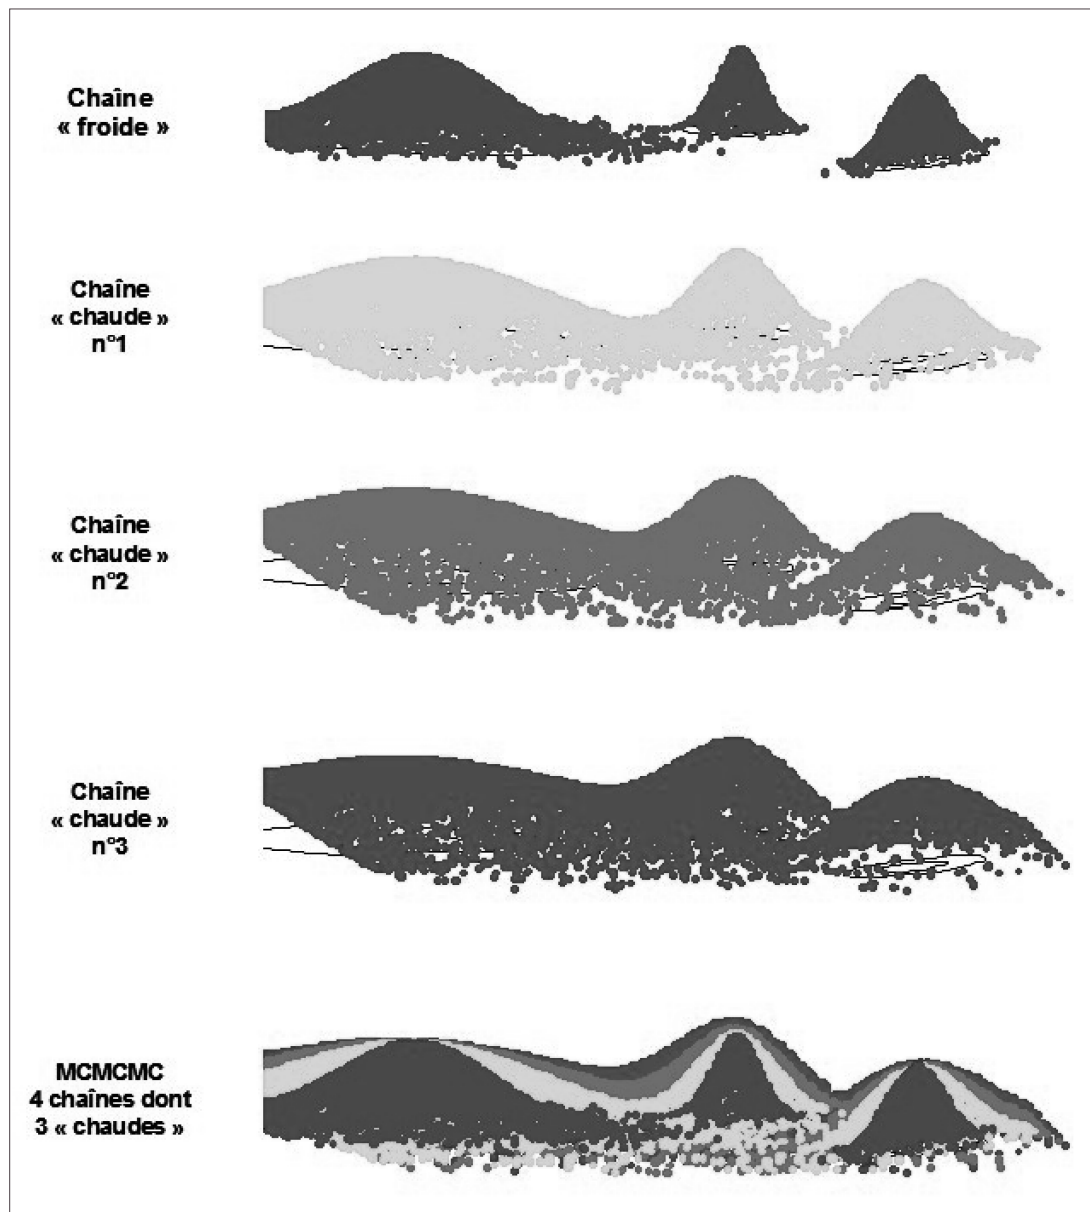 Chaîne
« froide »
Chaîne
« chaude »
n°1
Chaîne
« chaude »
n°2
Chaîne
« chaude »
n°3
MCMCMC
4 chaînes dont
3 « chaudes »